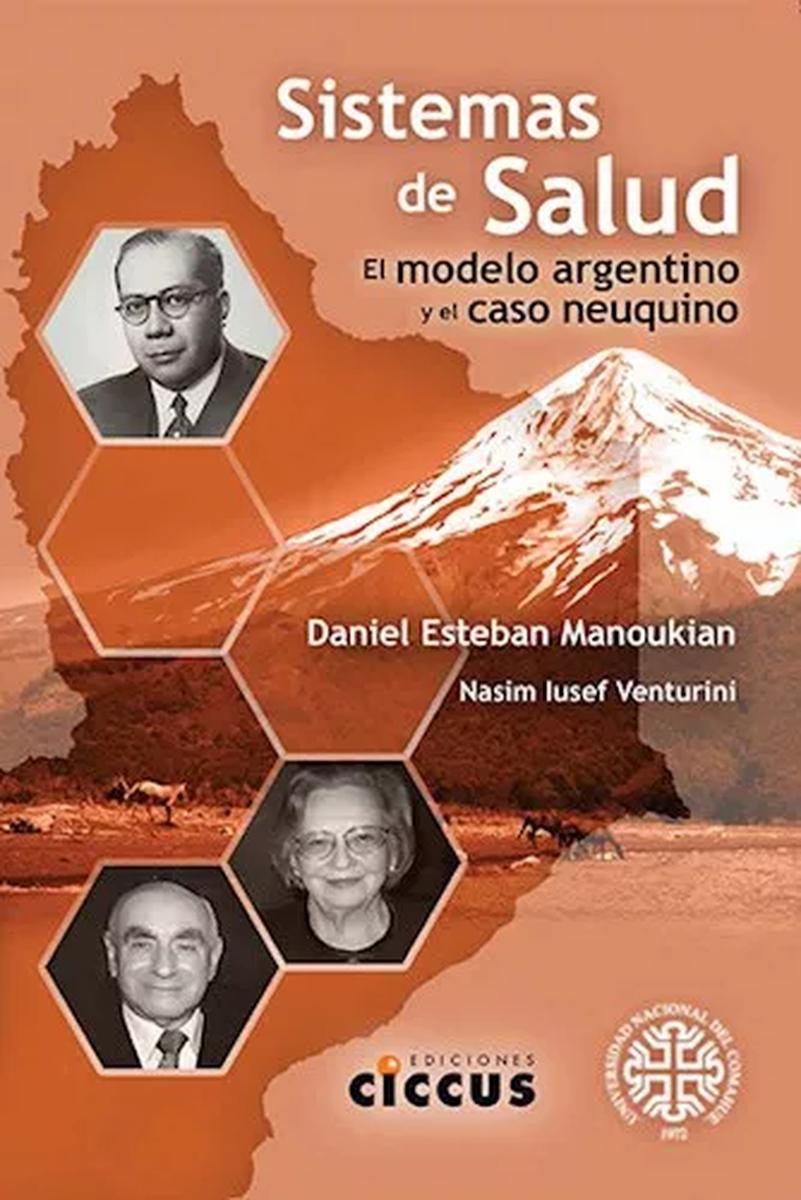 Sistemas
de Salud
El modelo argentino
y el caso neuquino
Daniel Esteban Manoukian
Nasim Iusef Venturini
EDICIONES
ciccus
UNIVERSIDAD NACIONAL DEL COMAHUE
1972